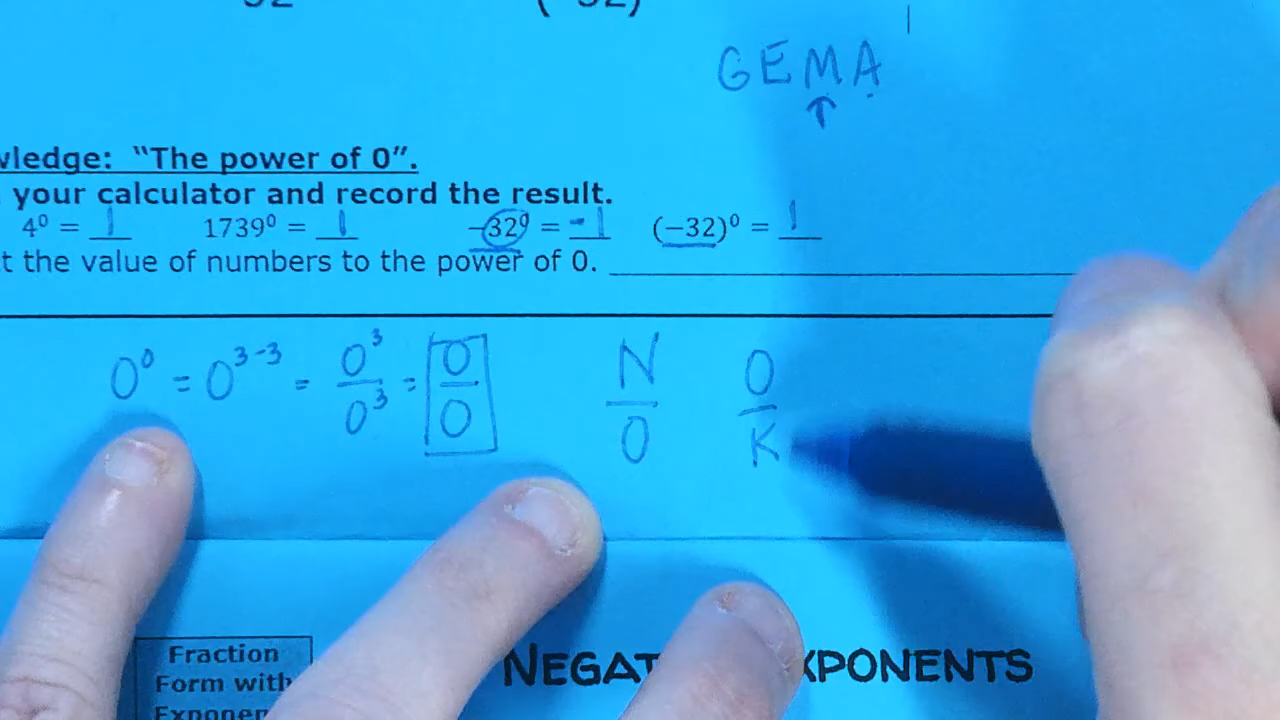 GEMA
↑
wledge: “The power of 0”.
your calculator and record the result.
4⁰ = 1 1739⁰ = 1 -32⁰ = -1 (-32)⁰ = 1
t the value of numbers to the power of 0.
0⁰ = 0³⁻³ = 0³/0³ = 0/0 N/0 0/K
NEGAT XPONENTS
Fraction
Form with
Exponen